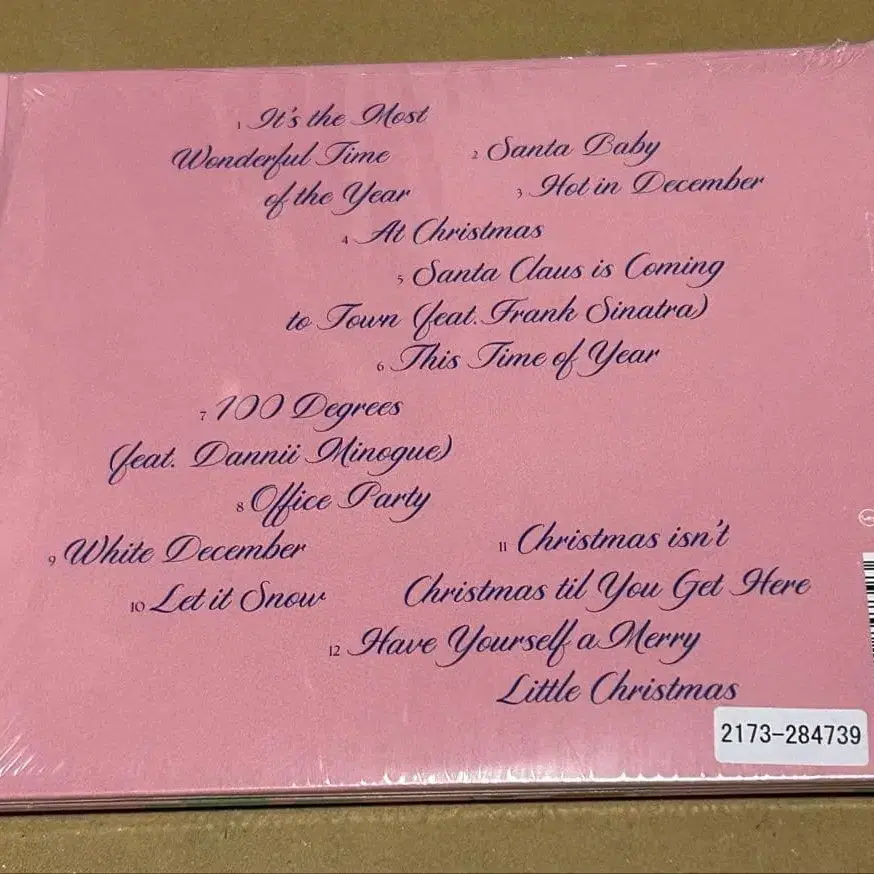 1 It's the Most
Wonderful Time
of the Year
2 Santa Baby
3 Hot in December
4 At Christmas
5 Santa Claus is Coming
to Town (feat. Frank Sinatra)
6 This Time of Year
7 100 Degrees
(feat. Dannii Minogue)
8 Office Party
9 White December
10 Let it Snow
11 Christmas isn't
Christmas til You Get Here
12 Have Yourself a Merry
Little Christmas
2173-284739